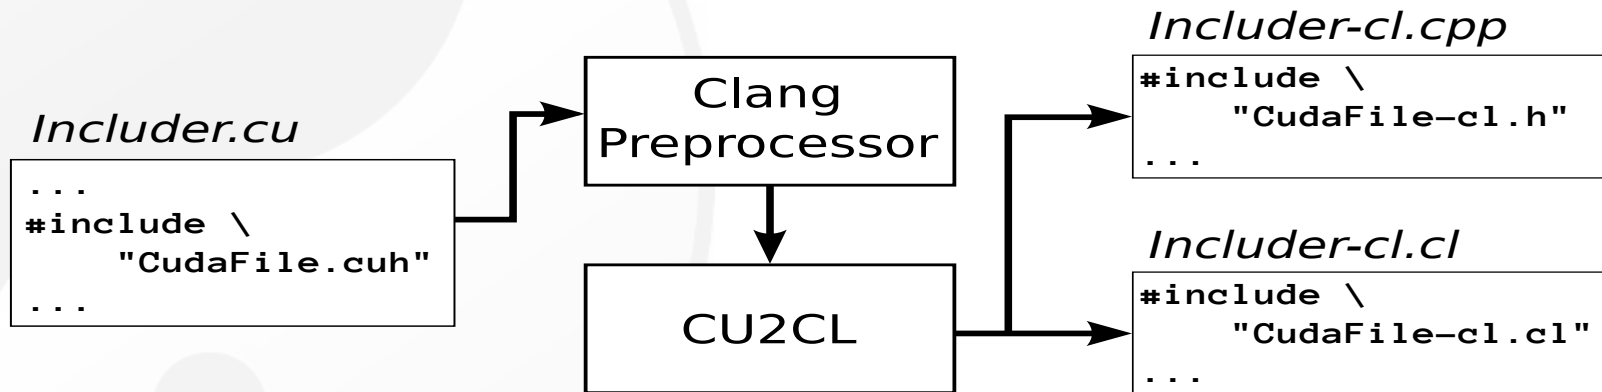 Includer.cu
...
#include \
"CudaFile.cuh"
...
Clang
Preprocessor
CU2CL
Includer-cl.cpp
#include \
"CudaFile-cl.h"
...
Includer-cl.cl
#include \
"CudaFile-cl.cl"
...